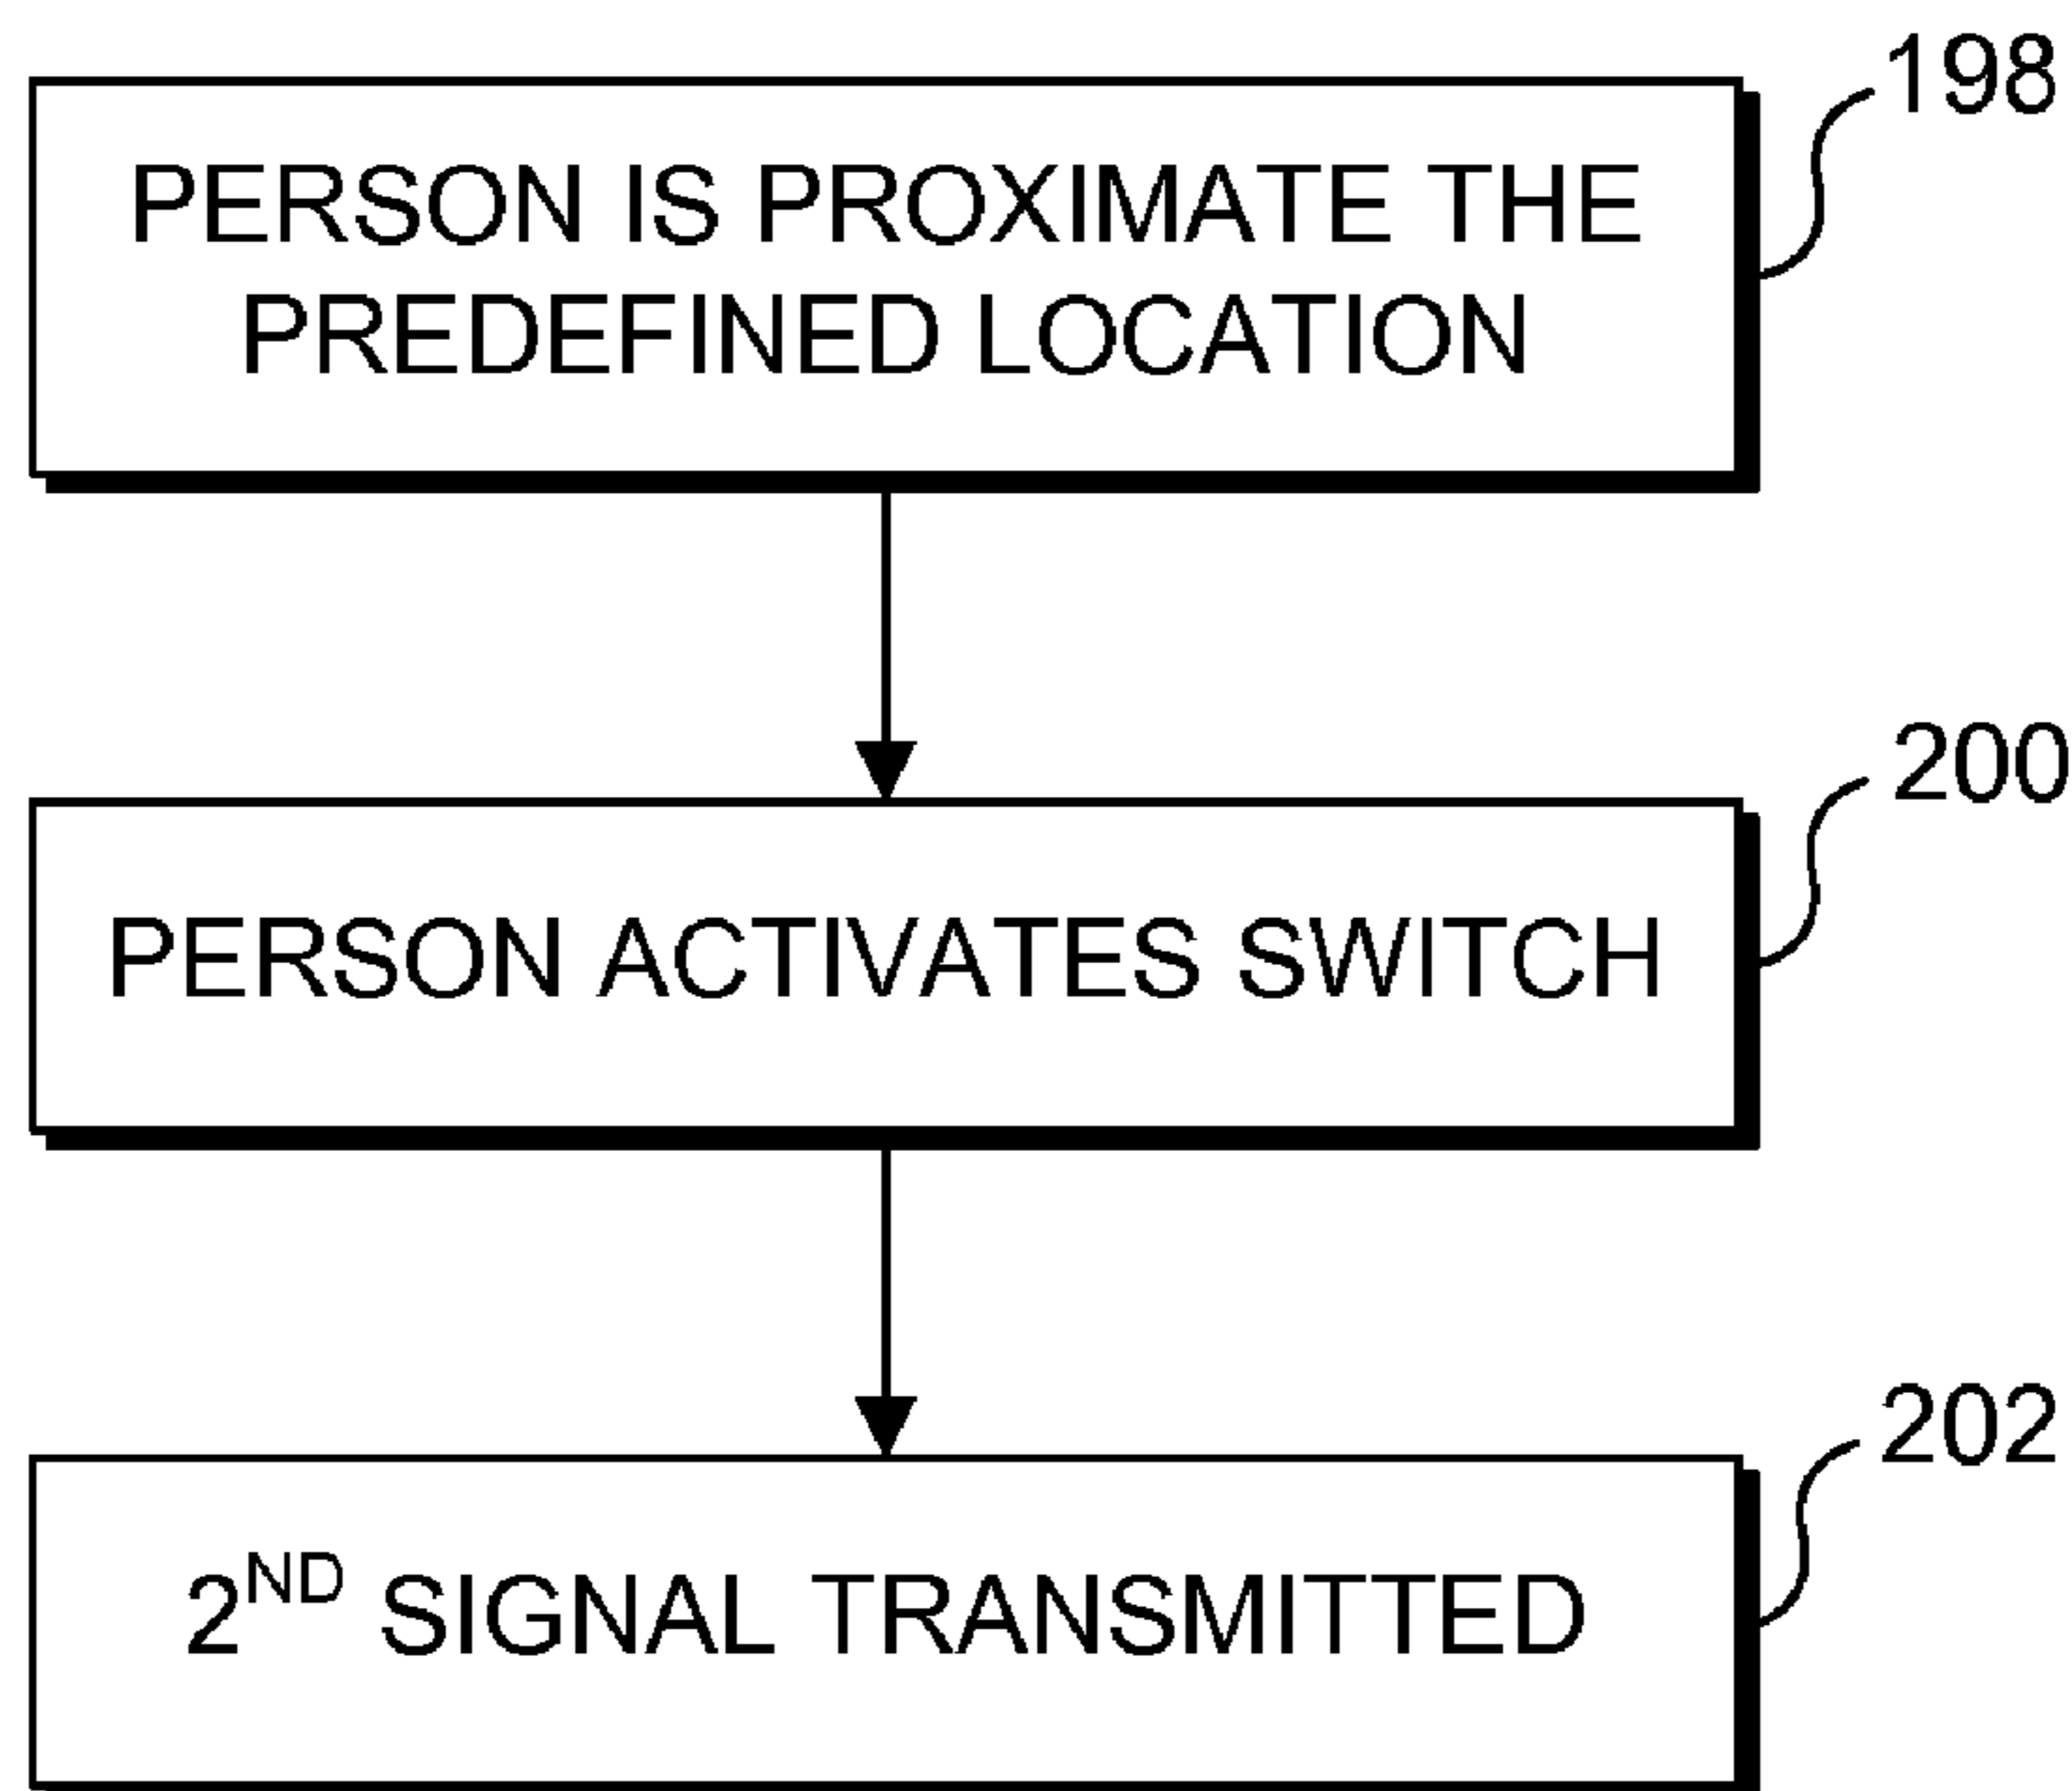 198
PERSON IS PROXIMATE THE
PREDEFINED LOCATION
200
PERSON ACTIVATES SWITCH
202
2ND SIGNAL TRANSMITTED